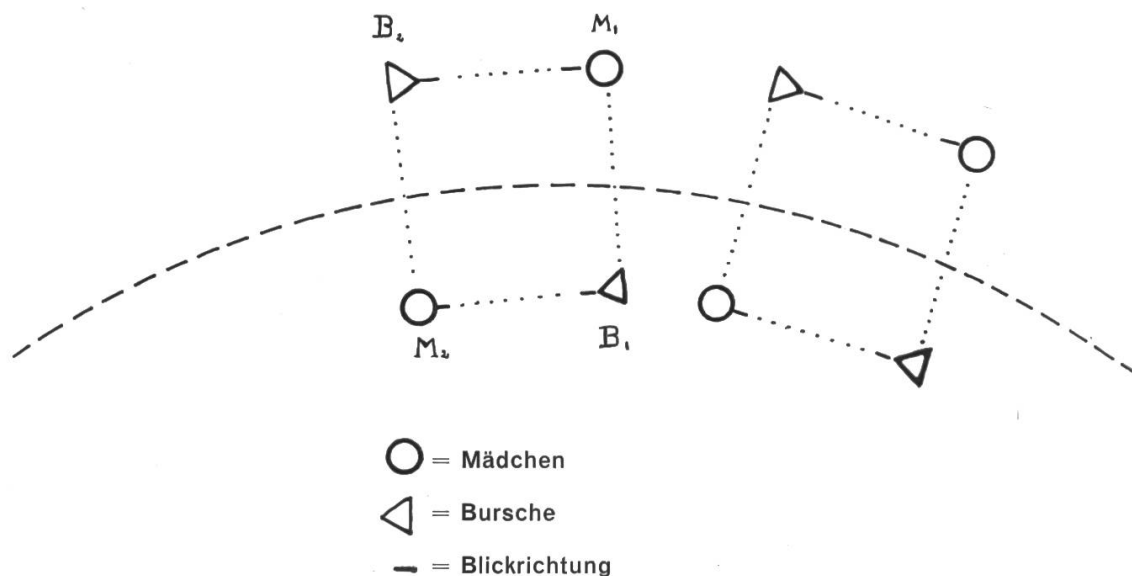 B₂ M₁
M₂ B₁
= Mädchen
= Bursche
= Blickrichtung